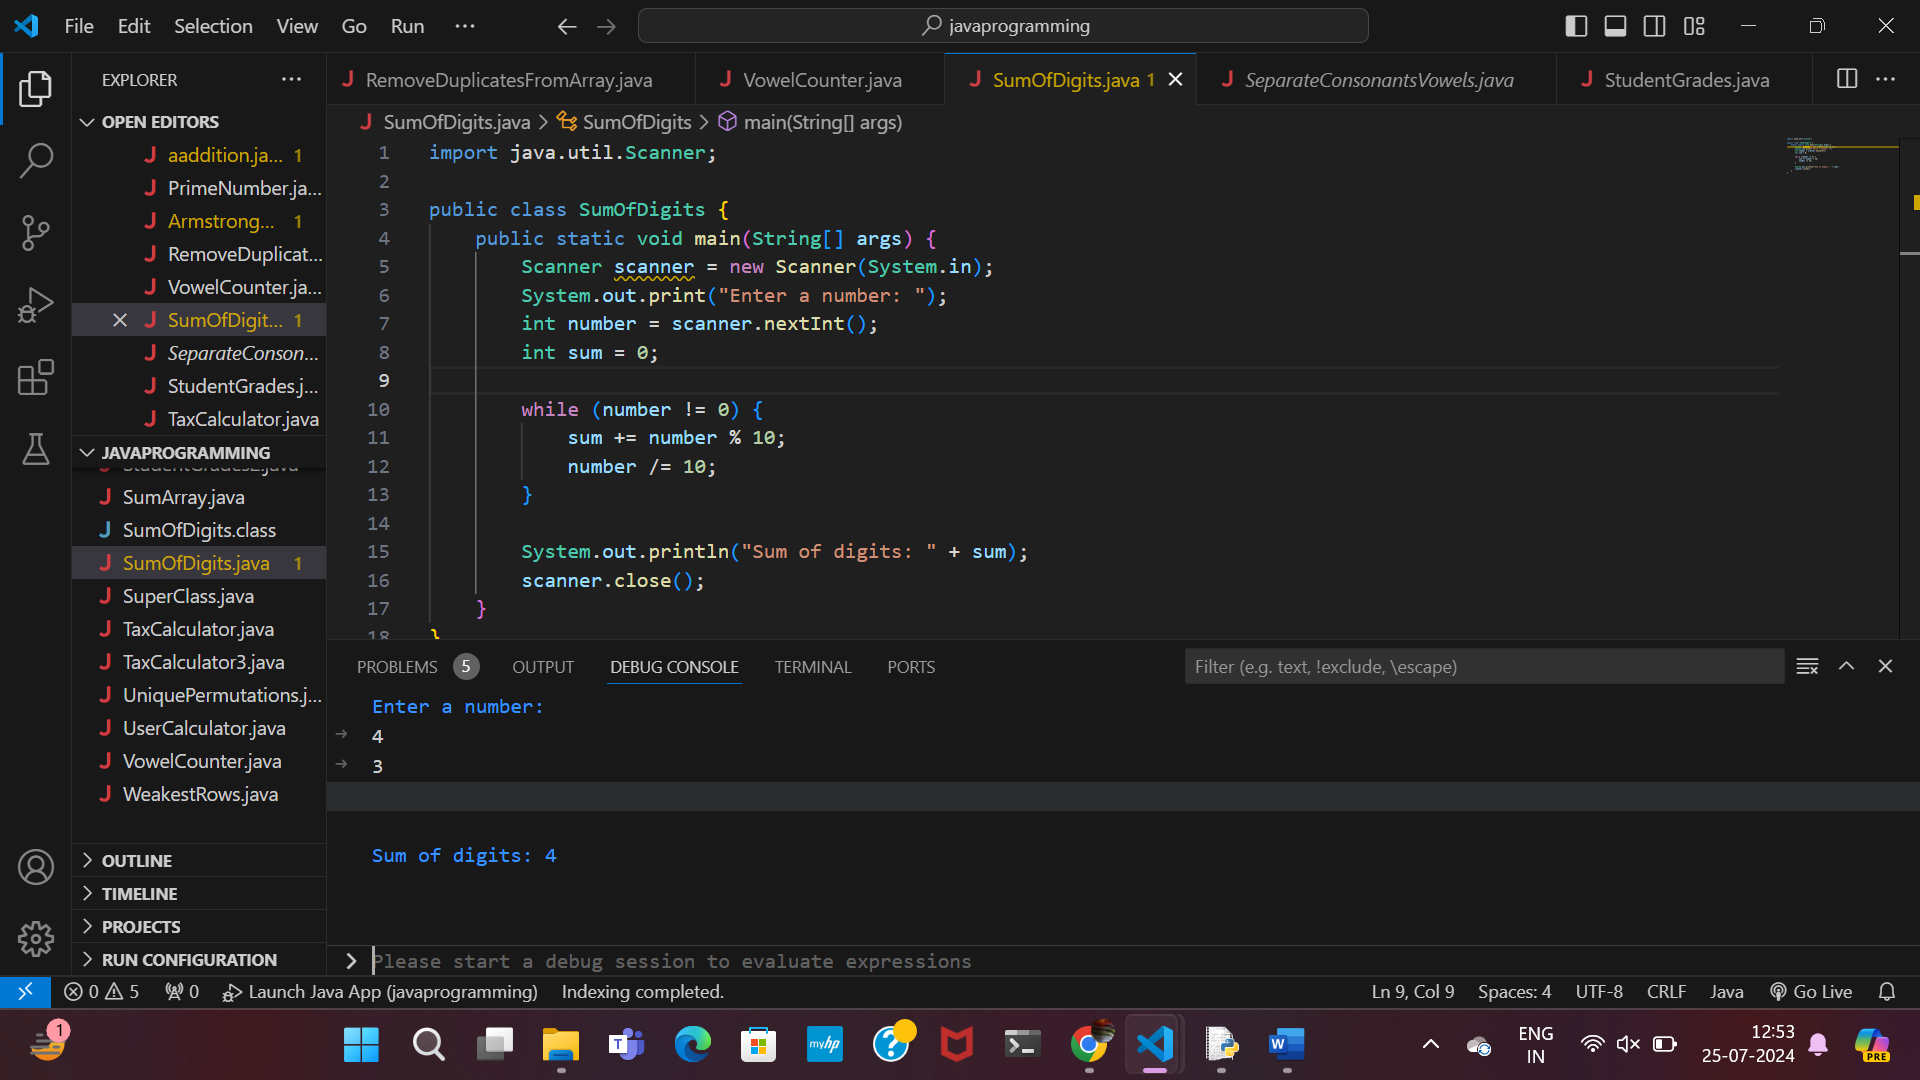 File Edit Selection View Go Run ··· javaprogramming
EXPLORER
OPEN EDITORS
aaddition.ja... 1
PrimeNumber.ja...
Armstrong... 1
RemoveDuplicat...
VowelCounter.ja...
SumOfDigit... 1
SeparateConson...
StudentGrades.j...
TaxCalculator.java
JAVAPROGRAMMING
StudentGrades2.java
SumArray.java
SumOfDigits.class
SumOfDigits.java 1
SuperClass.java
TaxCalculator.java
TaxCalculator3.java
UniquePermutations.j...
UserCalculator.java
VowelCounter.java
WeakestRows.java
OUTLINE
TIMELINE
PROJECTS
RUN CONFIGURATION
RemoveDuplicatesFromArray.java VowelCounter.java SumOfDigits.java 1 SeparateConsonantsVowels.java StudentGrades.java
SumOfDigits.java > SumOfDigits > main(String[] args)
1 import java.util.Scanner;
2
3 public class SumOfDigits {
4 public static void main(String[] args) {
5 Scanner scanner = new Scanner(System.in);
6 System.out.print("Enter a number: ");
7 int number = scanner.nextInt();
8 int sum = 0;
9
10 while (number != 0) {
11 sum += number % 10;
12 number /= 10;
13 }
14
15 System.out.println("Sum of digits: " + sum);
16 scanner.close();
17 }
18 }
PROBLEMS 5 OUTPUT DEBUG CONSOLE TERMINAL PORTS Filter (e.g. text, !exclude, \escape)
Enter a number:
4
3
Sum of digits: 4
Please start a debug session to evaluate expressions
0 5 0 Launch Java App (javaprogramming) Indexing completed. Ln 9, Col 9 Spaces: 4 UTF-8 CRLF Java Go Live
1 T myhp ? W ENG 12:53
IN 25-07-2024 PRE